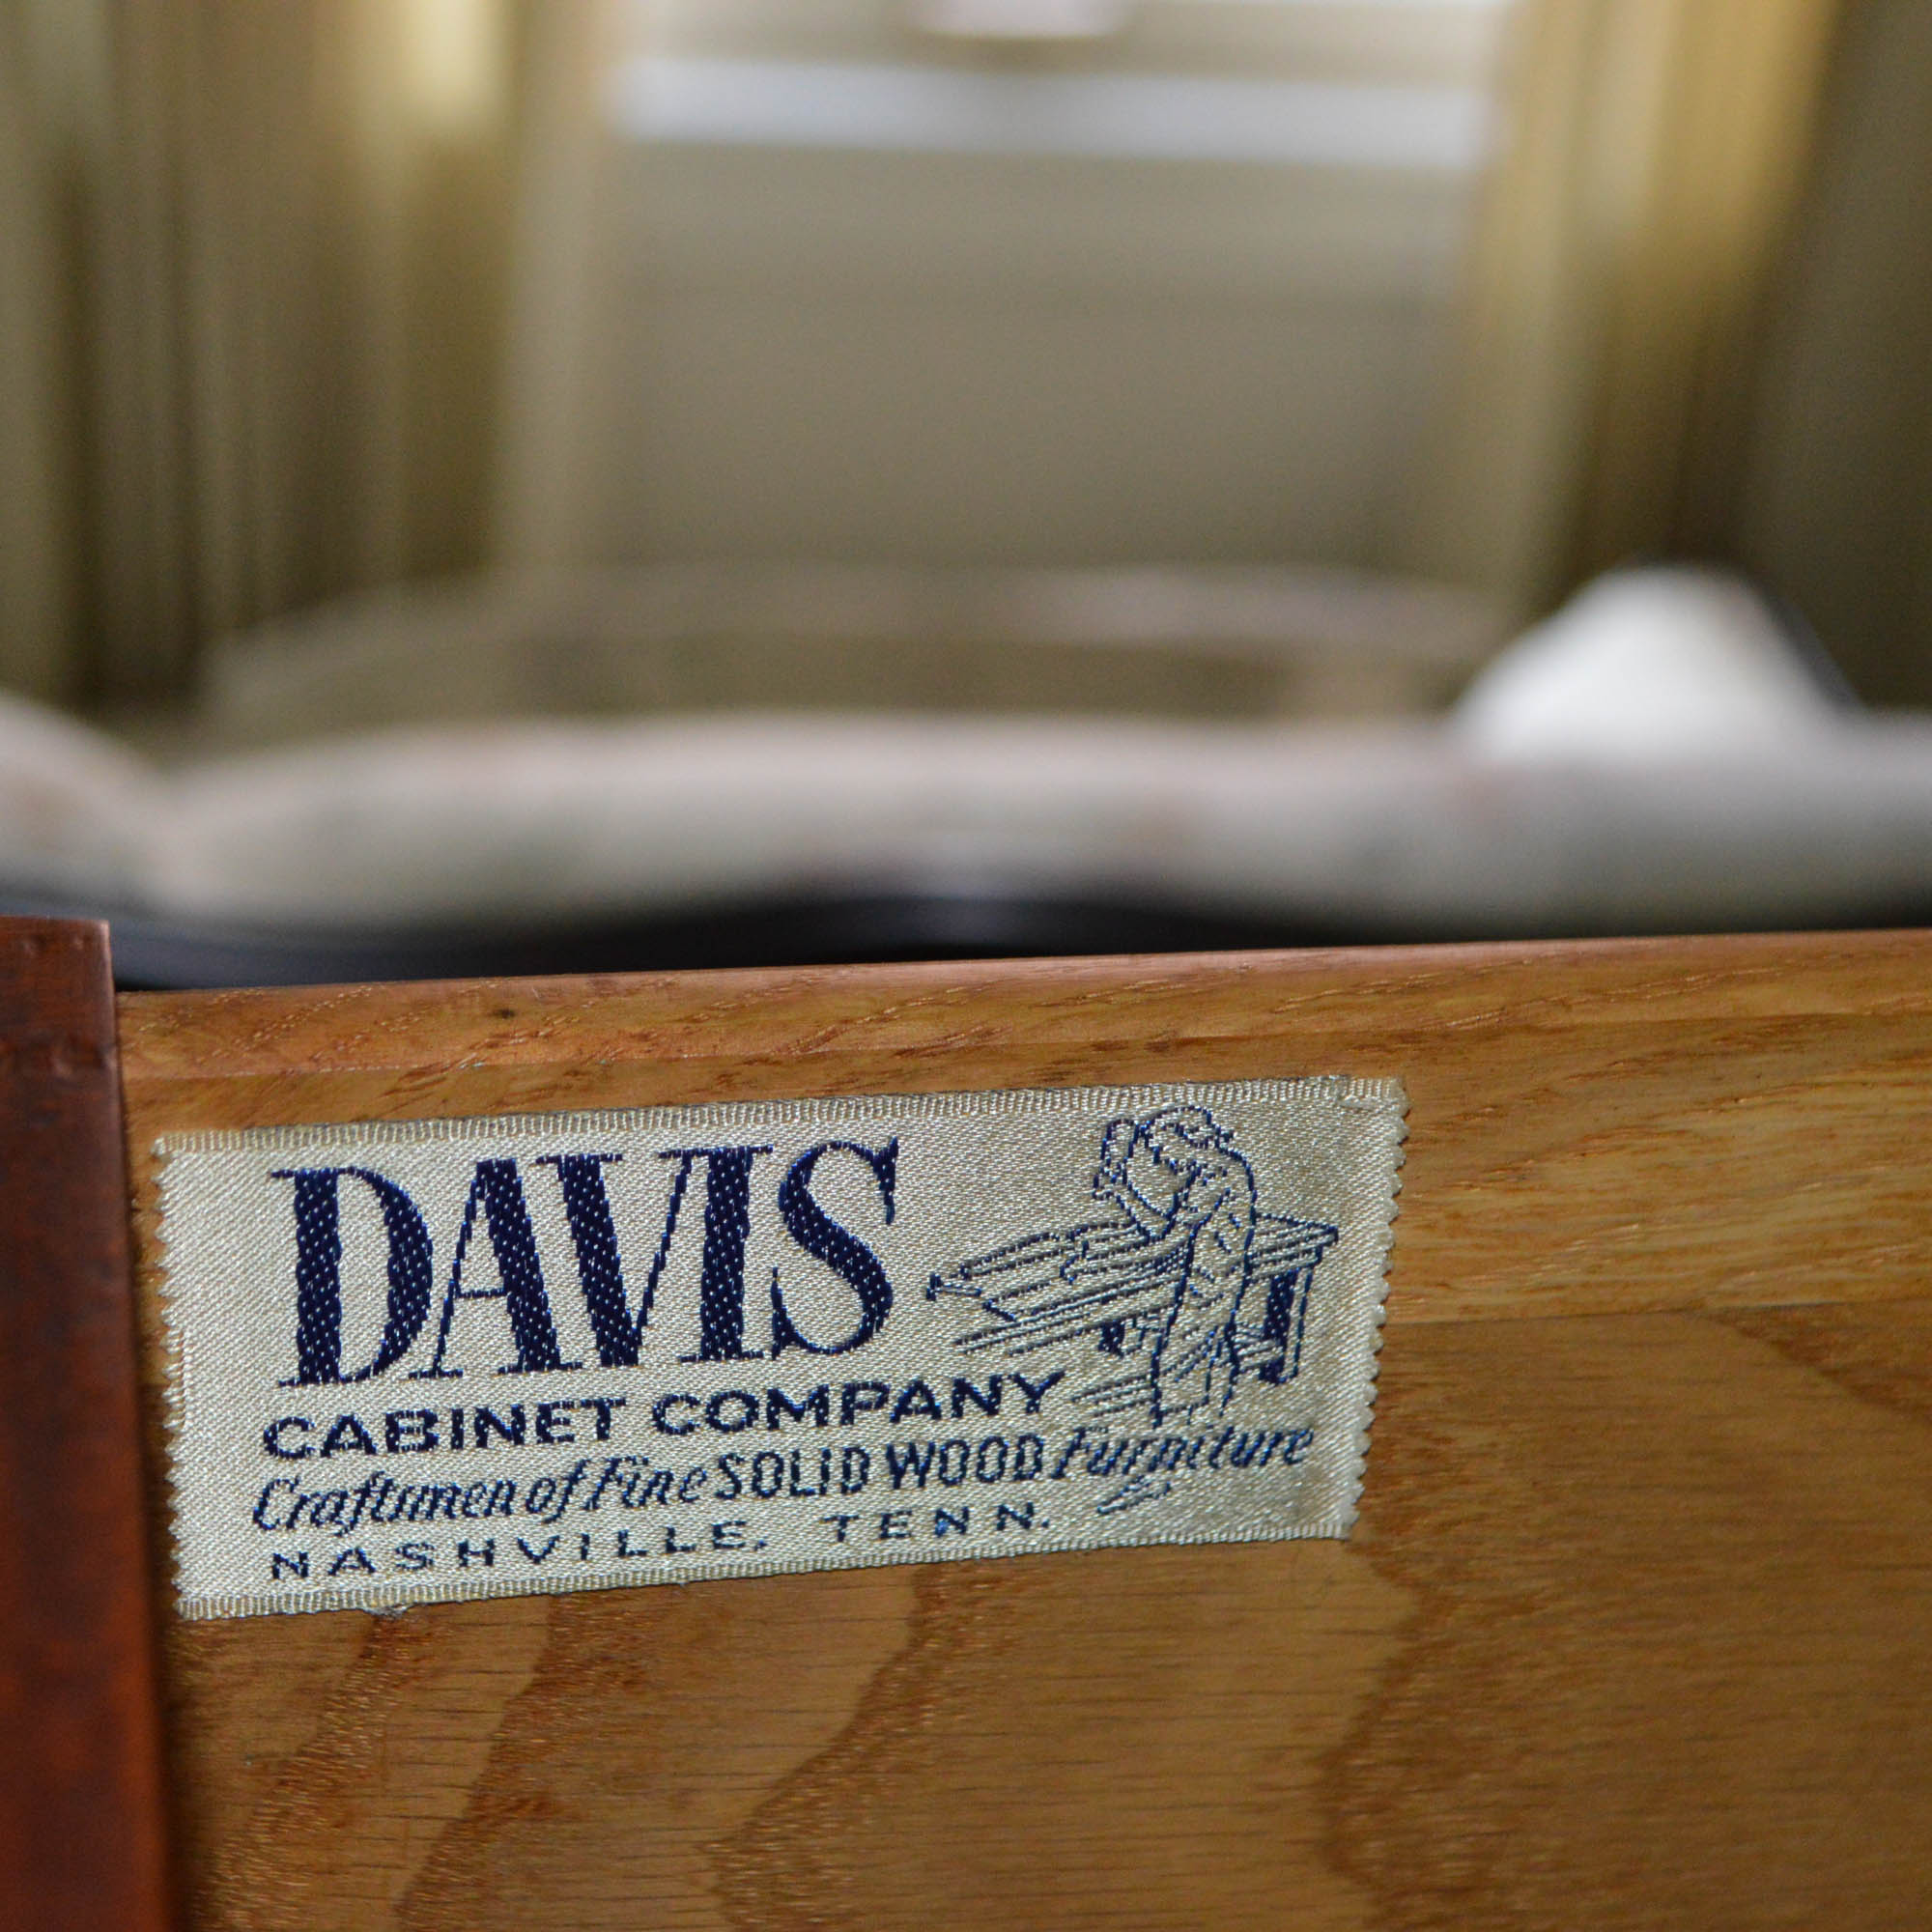 DAVIS
CABINET COMPANY
Craftsmen of Fine SOLID WOOD Furniture
NASHVILLE, TENN.